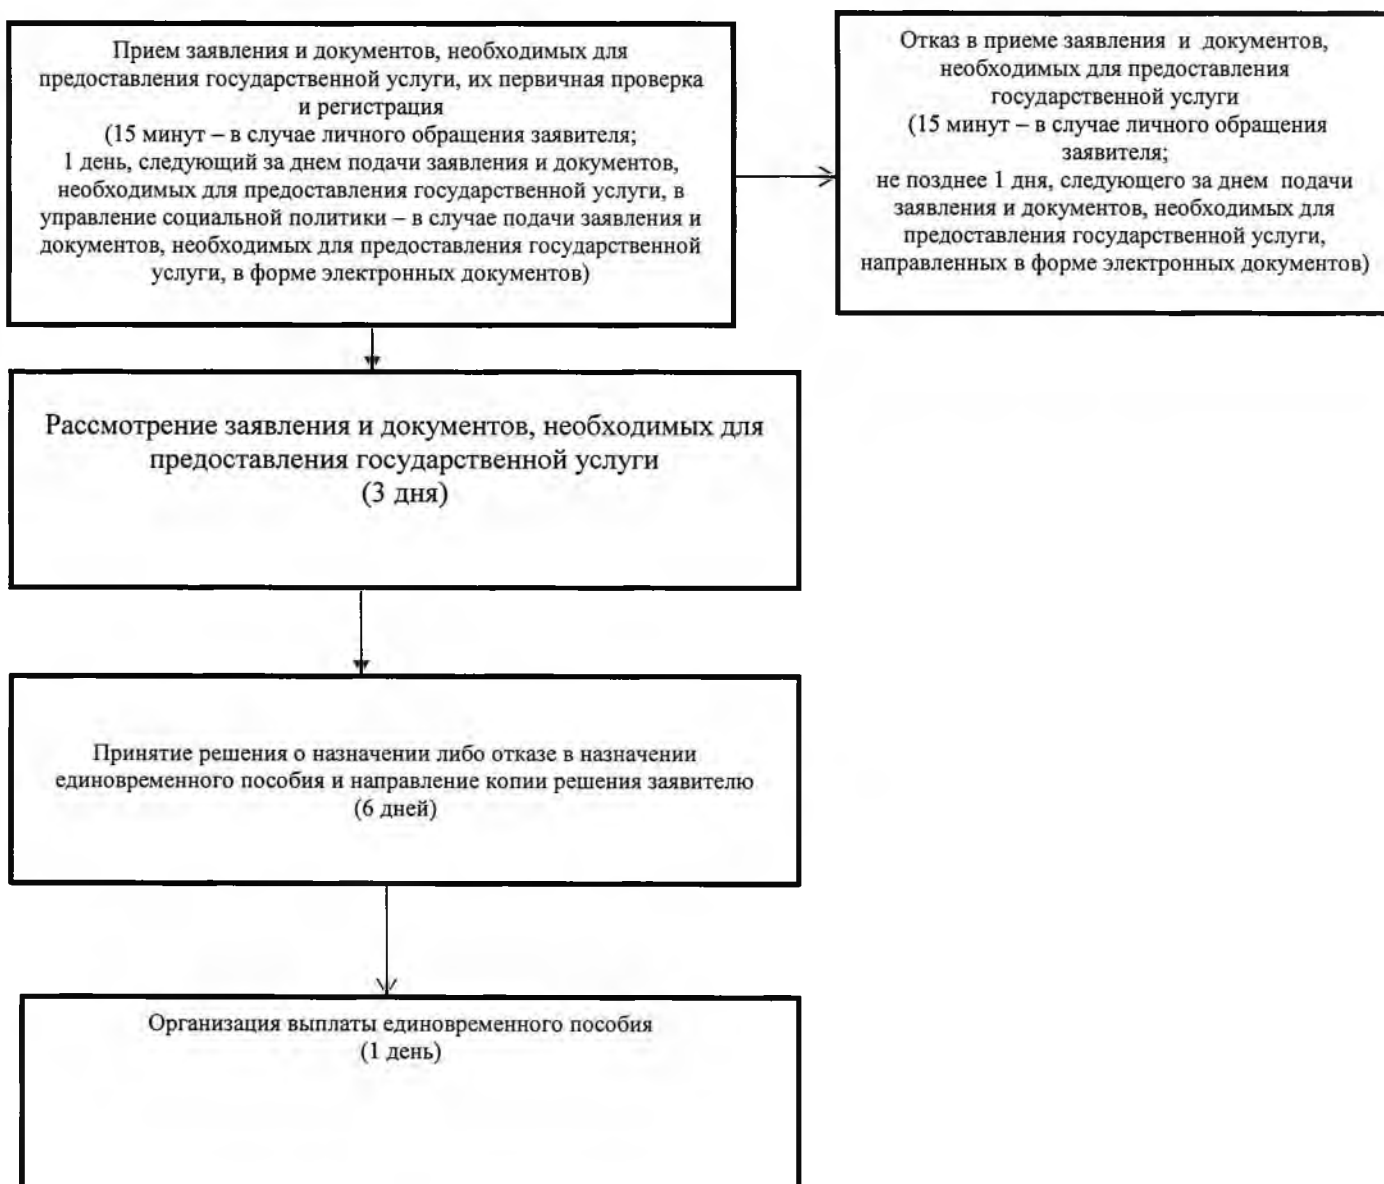 Прием заявления и документов, необходимых для
предоставления государственной услуги, их первичная проверка
и регистрация
(15 минут – в случае личного обращения заявителя;
1 день, следующий за днем подачи заявления и документов,
необходимых для предоставления государственной услуги, в
управление социальной политики – в случае подачи заявления и
документов, необходимых для предоставления государственной
услуги, в форме электронных документов)
Отказ в приеме заявления и документов,
необходимых для предоставления
государственной услуги
(15 минут – в случае личного обращения
заявителя;
не позднее 1 дня, следующего за днем подачи
заявления и документов, необходимых для
предоставления государственной услуги,
направленных в форме электронных документов)
Рассмотрение заявления и документов, необходимых для
предоставления государственной услуги
(3 дня)
Принятие решения о назначении либо отказе в назначении
единовременного пособия и направление копии решения заявителю
(6 дней)
Организация выплаты единовременного пособия
(1 день)